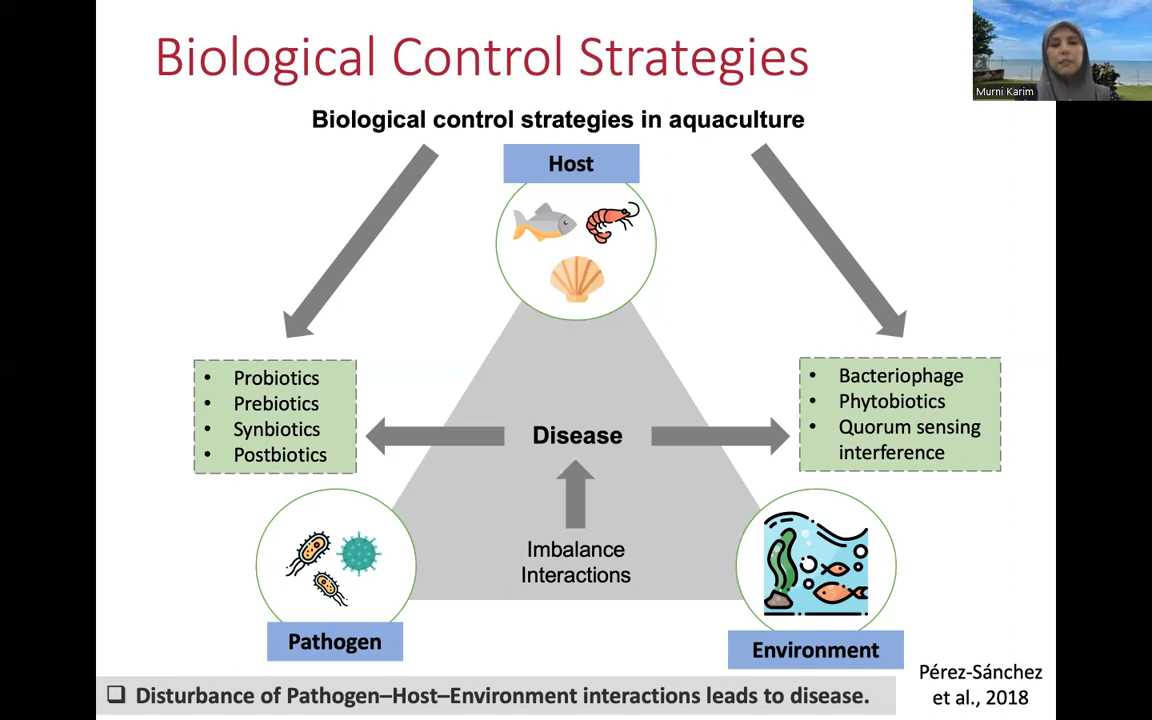 Biological Control Strategies
Murni Karim
Biological control strategies in aquaculture
Host
• Probiotics
• Prebiotics
• Synbiotics
• Postbiotics
Disease
• Bacteriophage
• Phytobiotics
• Quorum sensing
interference
Imbalance
Interactions
Pathogen
Environment
Pérez-Sánchez
et al., 2018
❑ Disturbance of Pathogen–Host–Environment interactions leads to disease.